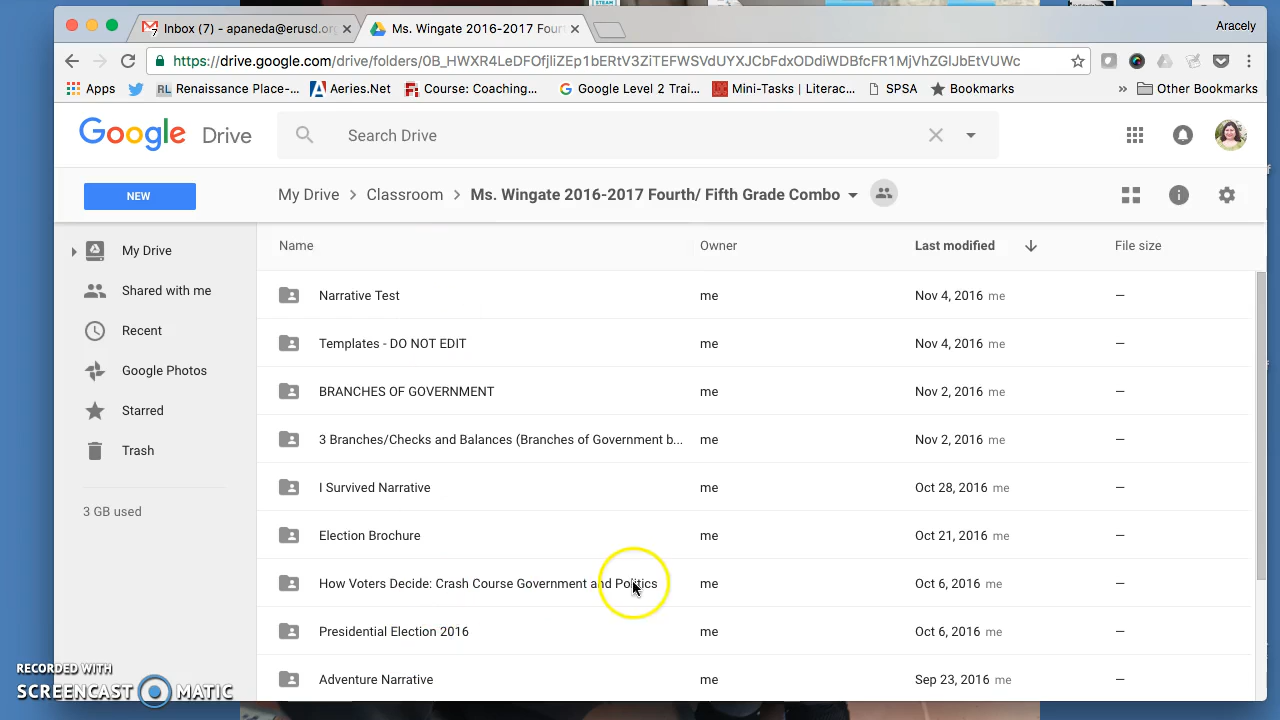 STEAM
Inbox (7) - apaneda@erusd.org
Ms. Wingate 2016-2017 Four
Aracely
https://drive.google.com/drive/folders/0B_HWXR4LeDFOfjliZEp1bERtV3ZiTEFWSVdUYXJCbFdxODdiWDBfcFR1MjVhZGlJbEtVUWc
Apps
RL Renaissance Place-...
Aeries.Net
Course: Coaching...
Google Level 2 Trai...
Mini-Tasks | Literac...
SPSA
Bookmarks
» Other Bookmarks
Google Drive
Search Drive
NEW
My Drive > Classroom > Ms. Wingate 2016-2017 Fourth/ Fifth Grade Combo
My Drive
Shared with me
Recent
Google Photos
Starred
Trash
3 GB used
Name Owner Last modified File size
Narrative Test me Nov 4, 2016 me —
Templates - DO NOT EDIT me Nov 4, 2016 me —
BRANCHES OF GOVERNMENT me Nov 2, 2016 me —
3 Branches/Checks and Balances (Branches of Government b... me Nov 2, 2016 me —
I Survived Narrative me Oct 28, 2016 me —
Election Brochure me Oct 21, 2016 me —
How Voters Decide: Crash Course Government and Politics me Oct 6, 2016 me —
Presidential Election 2016 me Oct 6, 2016 me —
Adventure Narrative me Sep 23, 2016 me —
RECORDED WITH
SCREENCAST MATIC